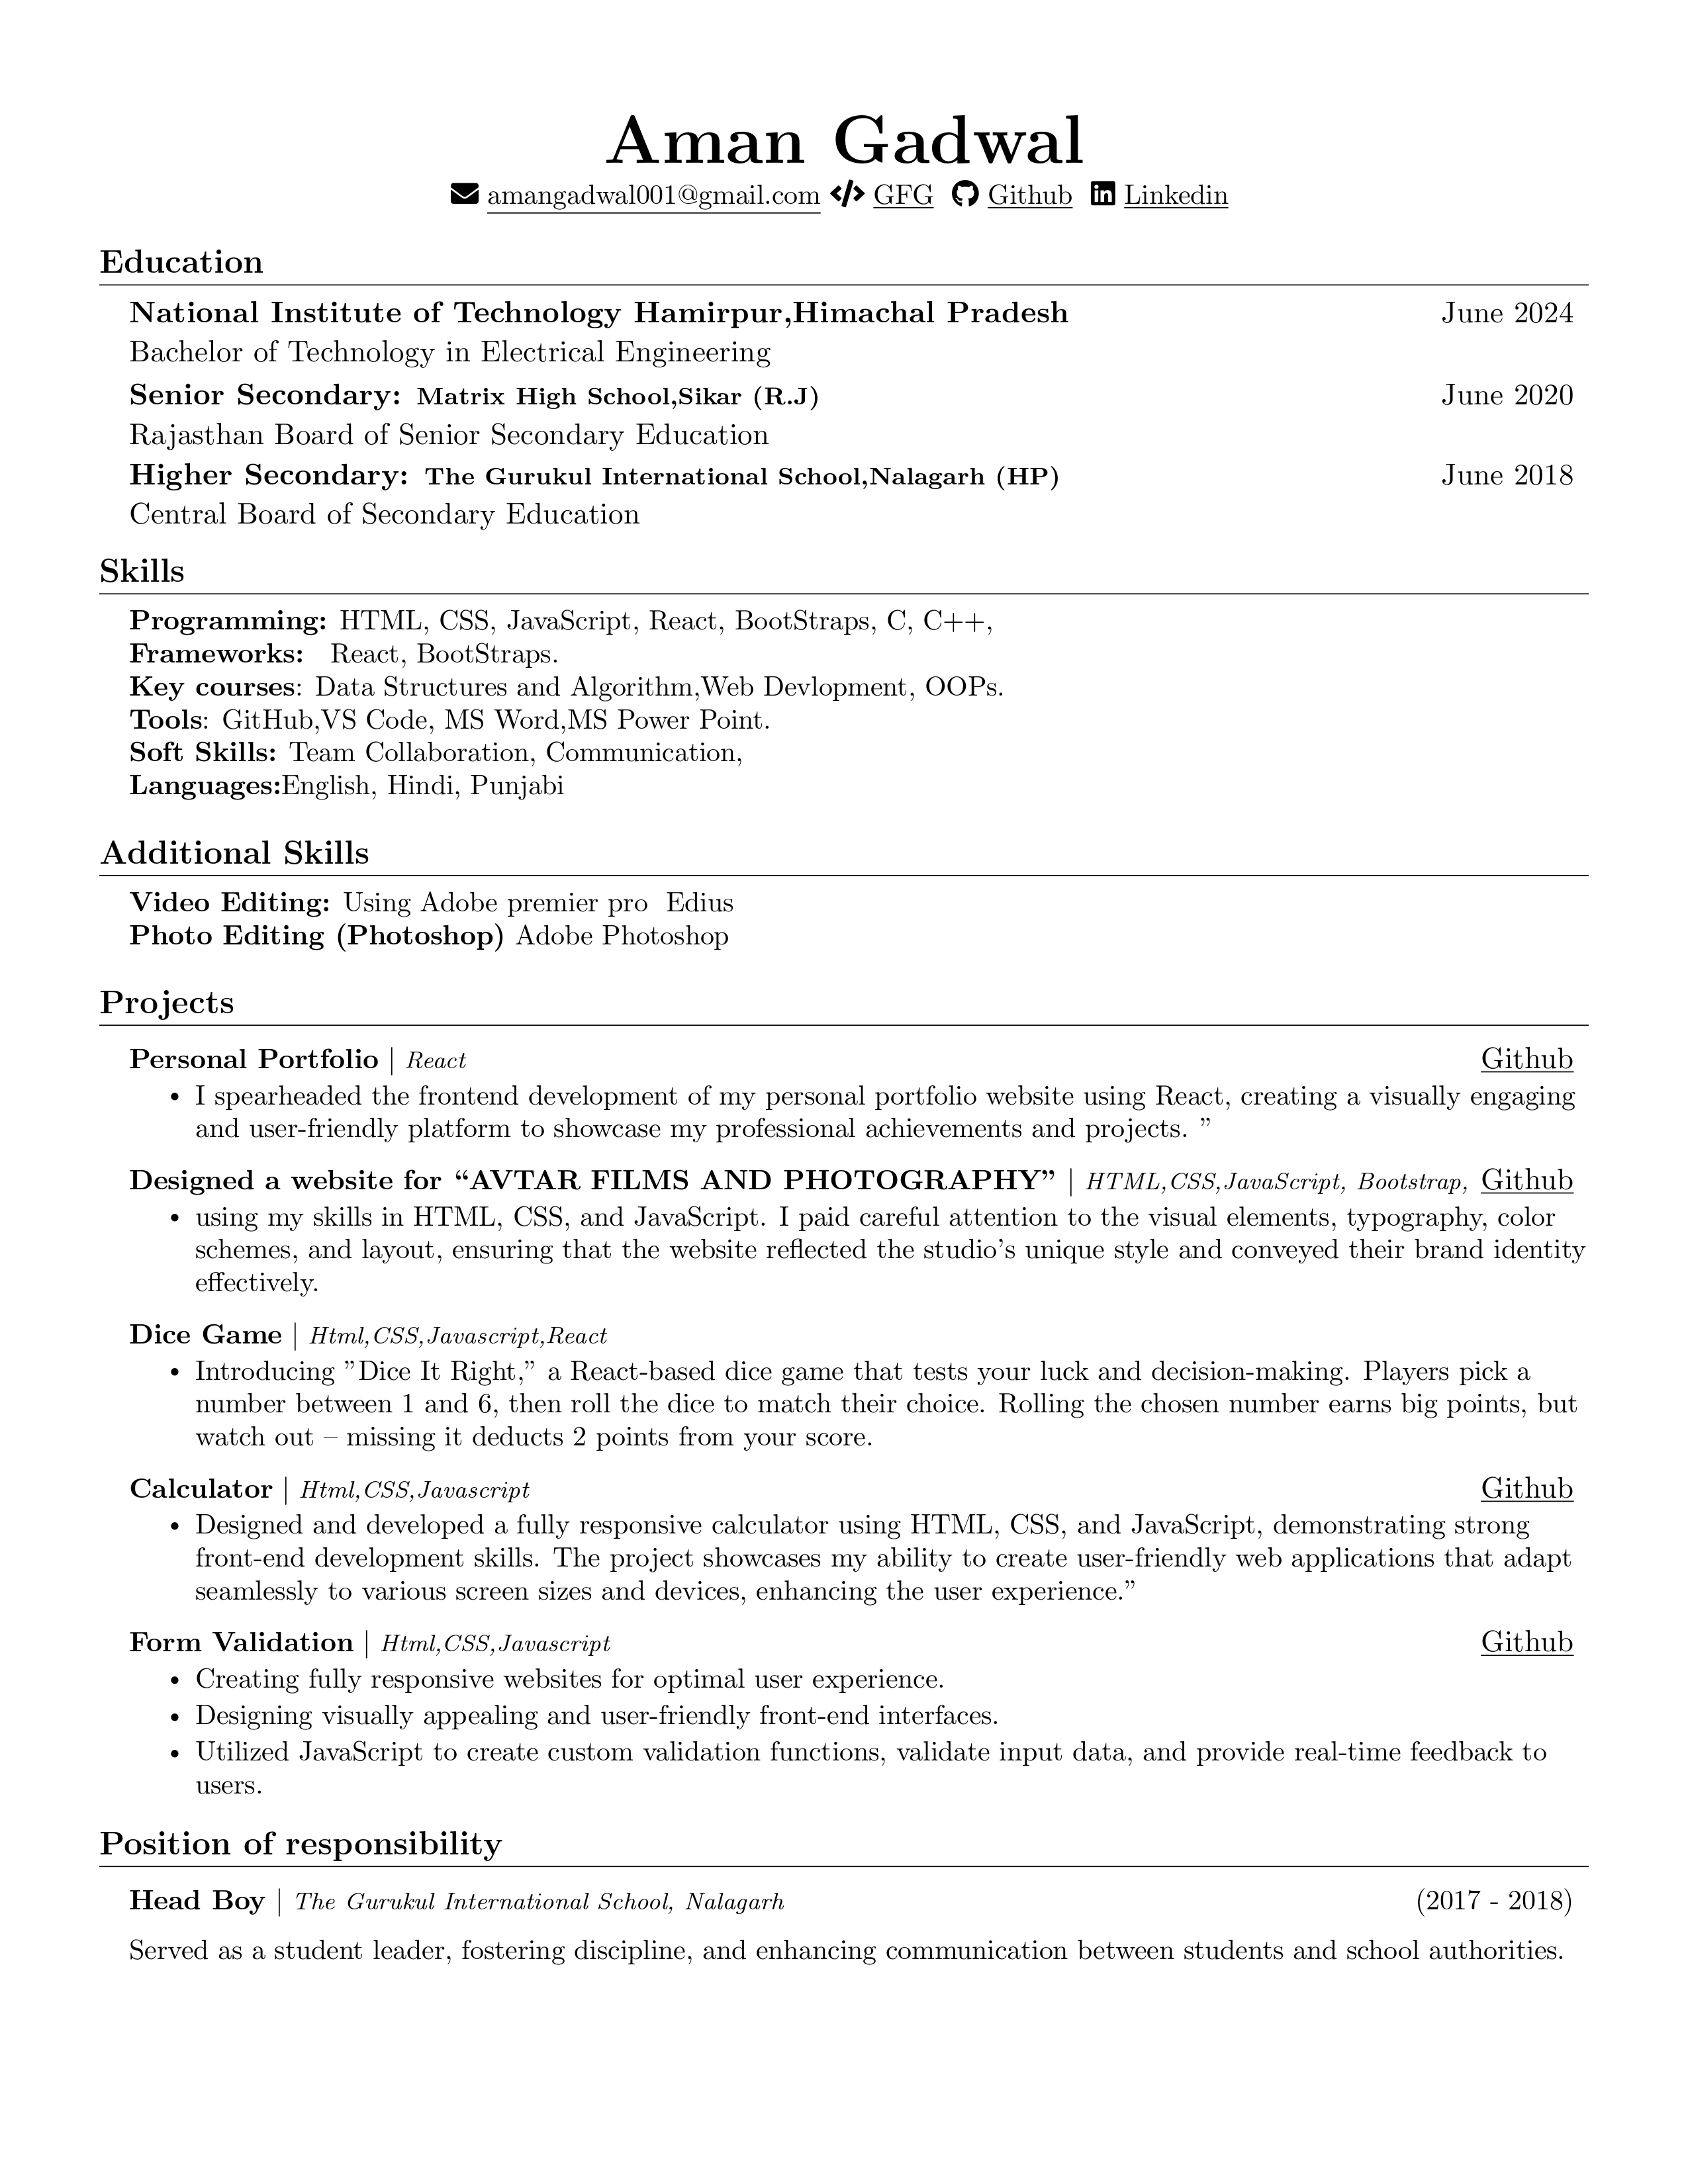 Aman Gadwal
amangadwal001@gmail.com GFG Github Linkedin
Education
National Institute of Technology Hamirpur,Himachal Pradesh June 2024
Bachelor of Technology in Electrical Engineering
Senior Secondary: Matrix High School,Sikar (R.J) June 2020
Rajasthan Board of Senior Secondary Education
Higher Secondary: The Gurukul International School,Nalagarh (HP) June 2018
Central Board of Secondary Education
Skills
Programming: HTML, CSS, JavaScript, React, BootStraps, C, C++,
Frameworks: React, BootStraps.
Key courses: Data Structures and Algorithm,Web Devlopment, OOPs.
Tools: GitHub,VS Code, MS Word,MS Power Point.
Soft Skills: Team Collaboration, Communication,
Languages:English, Hindi, Punjabi
Additional Skills
Video Editing: Using Adobe premier pro Edius
Photo Editing (Photoshop) Adobe Photoshop
Projects
Personal Portfolio | React Github
• I spearheaded the frontend development of my personal portfolio website using React, creating a visually engaging
and user-friendly platform to showcase my professional achievements and projects. ”
Designed a website for “AVTAR FILMS AND PHOTOGRAPHY” | HTML,CSS,JavaScript, Bootstrap, Github
• using my skills in HTML, CSS, and JavaScript. I paid careful attention to the visual elements, typography, color
schemes, and layout, ensuring that the website reflected the studio’s unique style and conveyed their brand identity
effectively.
Dice Game | Html,CSS,Javascript,React
• Introducing ”Dice It Right,” a React-based dice game that tests your luck and decision-making. Players pick a
number between 1 and 6, then roll the dice to match their choice. Rolling the chosen number earns big points, but
watch out – missing it deducts 2 points from your score.
Calculator | Html,CSS,Javascript Github
• Designed and developed a fully responsive calculator using HTML, CSS, and JavaScript, demonstrating strong
front-end development skills. The project showcases my ability to create user-friendly web applications that adapt
seamlessly to various screen sizes and devices, enhancing the user experience.”
Form Validation | Html,CSS,Javascript Github
• Creating fully responsive websites for optimal user experience.
• Designing visually appealing and user-friendly front-end interfaces.
• Utilized JavaScript to create custom validation functions, validate input data, and provide real-time feedback to
users.
Position of responsibility
Head Boy | The Gurukul International School, Nalagarh (2017 - 2018)
Served as a student leader, fostering discipline, and enhancing communication between students and school authorities.